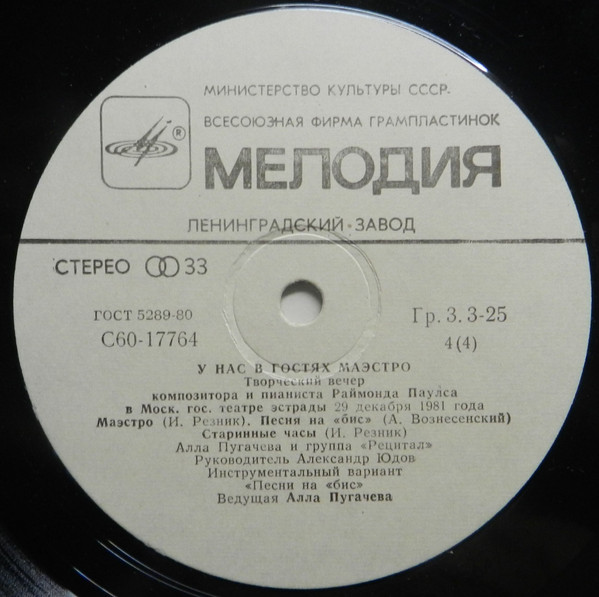 МИНИСТЕРСТВО КУЛЬТУРЫ СССР.
ВСЕСОЮЗНАЯ ФИРМА ГРАМПЛАСТИНОК
®
МЕЛОДИЯ
ЛЕНИНГРАДСКИЙ · ЗАВОД
СТЕРЕО 33
ГОСТ 5289-80
Гр. 3. 3-25
С60-17764
4 (4)
У НАС В ГОСТЯХ МАЭСТРО
Творческий вечер
композитора и пианиста Раймонда Паулса
в Моск. гос. театре эстрады 29 декабря 1981 года
Маэстро (И. Резник). Песня на «бис» (А. Вознесенский)
Старинные часы (И. Резник)
Алла Пугачева и группа «Рецитал»
Руководитель Александр Юдов
Инструментальный вариант
«Песни на «бис»
Ведущая Алла Пугачева